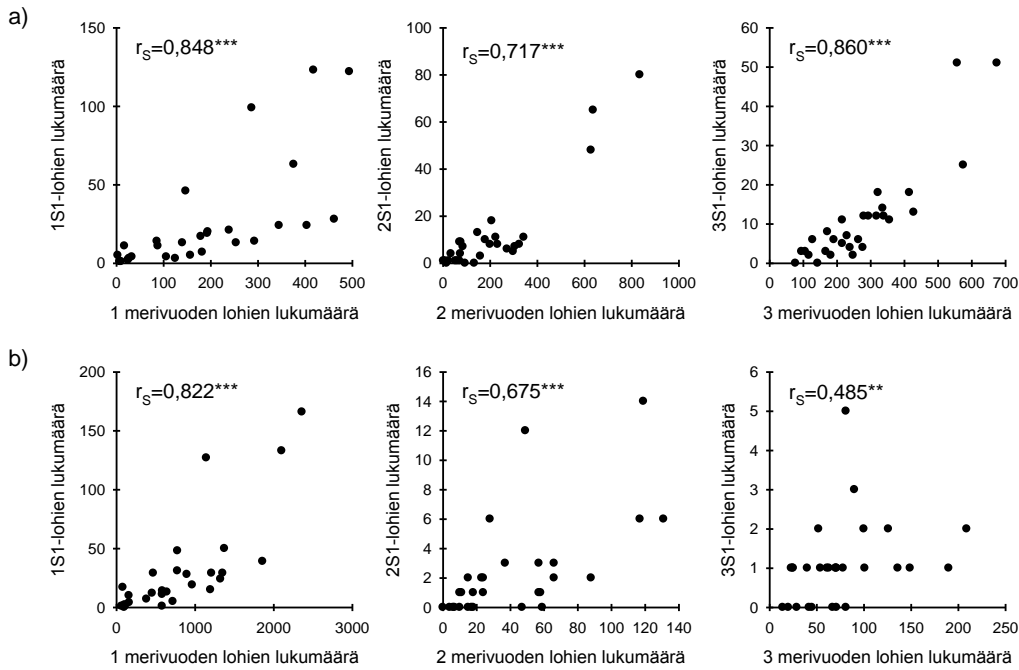 a)
1S1-lohien lukumäärä
150
100
50
0
r_S=0,848***
0 100 200 300 400 500
1 merivuoden lohien lukumäärä
2S1-lohien lukumäärä
100
80
60
40
20
0
r_S=0,717***
0 200 400 600 800 1000
2 merivuoden lohien lukumäärä
3S1-lohien lukumäärä
60
50
40
30
20
10
0
r_S=0,860***
0 100 200 300 400 500 600 700
3 merivuoden lohien lukumäärä
b)
1S1-lohien lukumäärä
200
150
100
50
0
r_S=0,822***
0 1000 2000 3000
1 merivuoden lohien lukumäärä
2S1-lohien lukumäärä
16
14
12
10
8
6
4
2
0
r_S=0,675***
0 20 40 60 80 100 120 140
2 merivuoden lohien lukumäärä
3S1-lohien lukumäärä
6
5
4
3
2
1
0
r_S=0,485**
0 50 100 150 200 250
3 merivuoden lohien lukumäärä